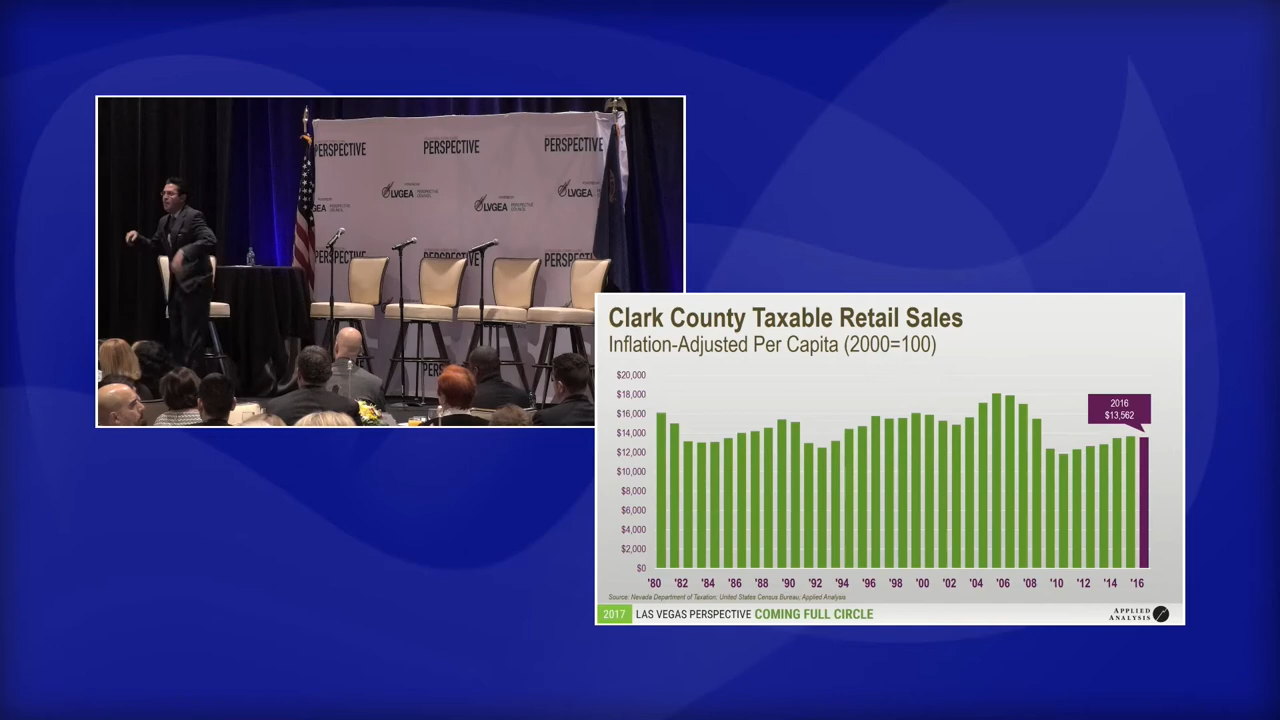 PERSPECTIVE
PERSPECTIVE
PERSPECTIVE
LVGEA
LVGEA
LVGEA
LVGEA
PERSPECTIVE
PERSPECTIVE
PERSPECTIVE
Clark County Taxable Retail Sales
Inflation-Adjusted Per Capita (2000=100)
$20,000
$18,000
$16,000
$14,000
$12,000
$10,000
$8,000
$6,000
$4,000
$2,000
$0
2016
$13,562
'80 '82 '84 '86 '88 '90 '92 '94 '96 '98 '00 '02 '04 '06 '08 '10 '12 '14 '16
Source: Nevada Department of Taxation; United States Census Bureau; Applied Analysis
2017 LAS VEGAS PERSPECTIVE COMING FULL CIRCLE
APPLIED
ANALYSIS